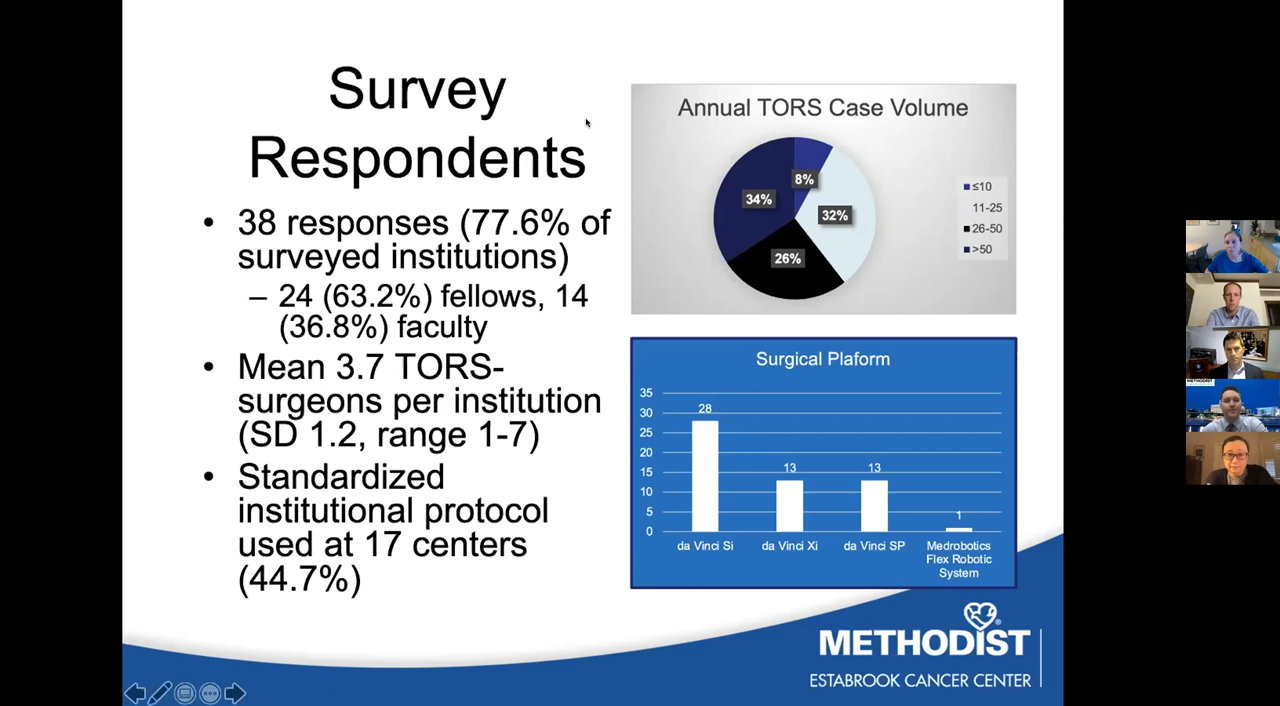 Survey
Respondents
• 38 responses (77.6% of
surveyed institutions)
– 24 (63.2%) fellows, 14
(36.8%) faculty
• Mean 3.7 TORS-
surgeons per institution
(SD 1.2, range 1-7)
• Standardized
institutional protocol
used at 17 centers
(44.7%)
Annual TORS Case Volume
8%
34%
32%
26%
≤10
11-25
26-50
>50
Surgical Plaform
35
30
25
20
15
10
5
0
28
13
13
1
da Vinci Si
da Vinci Xi
da Vinci SP
Medrobotics
Flex Robotic
System
METHODIST
®
ESTABROOK CANCER CENTER
METHODIST